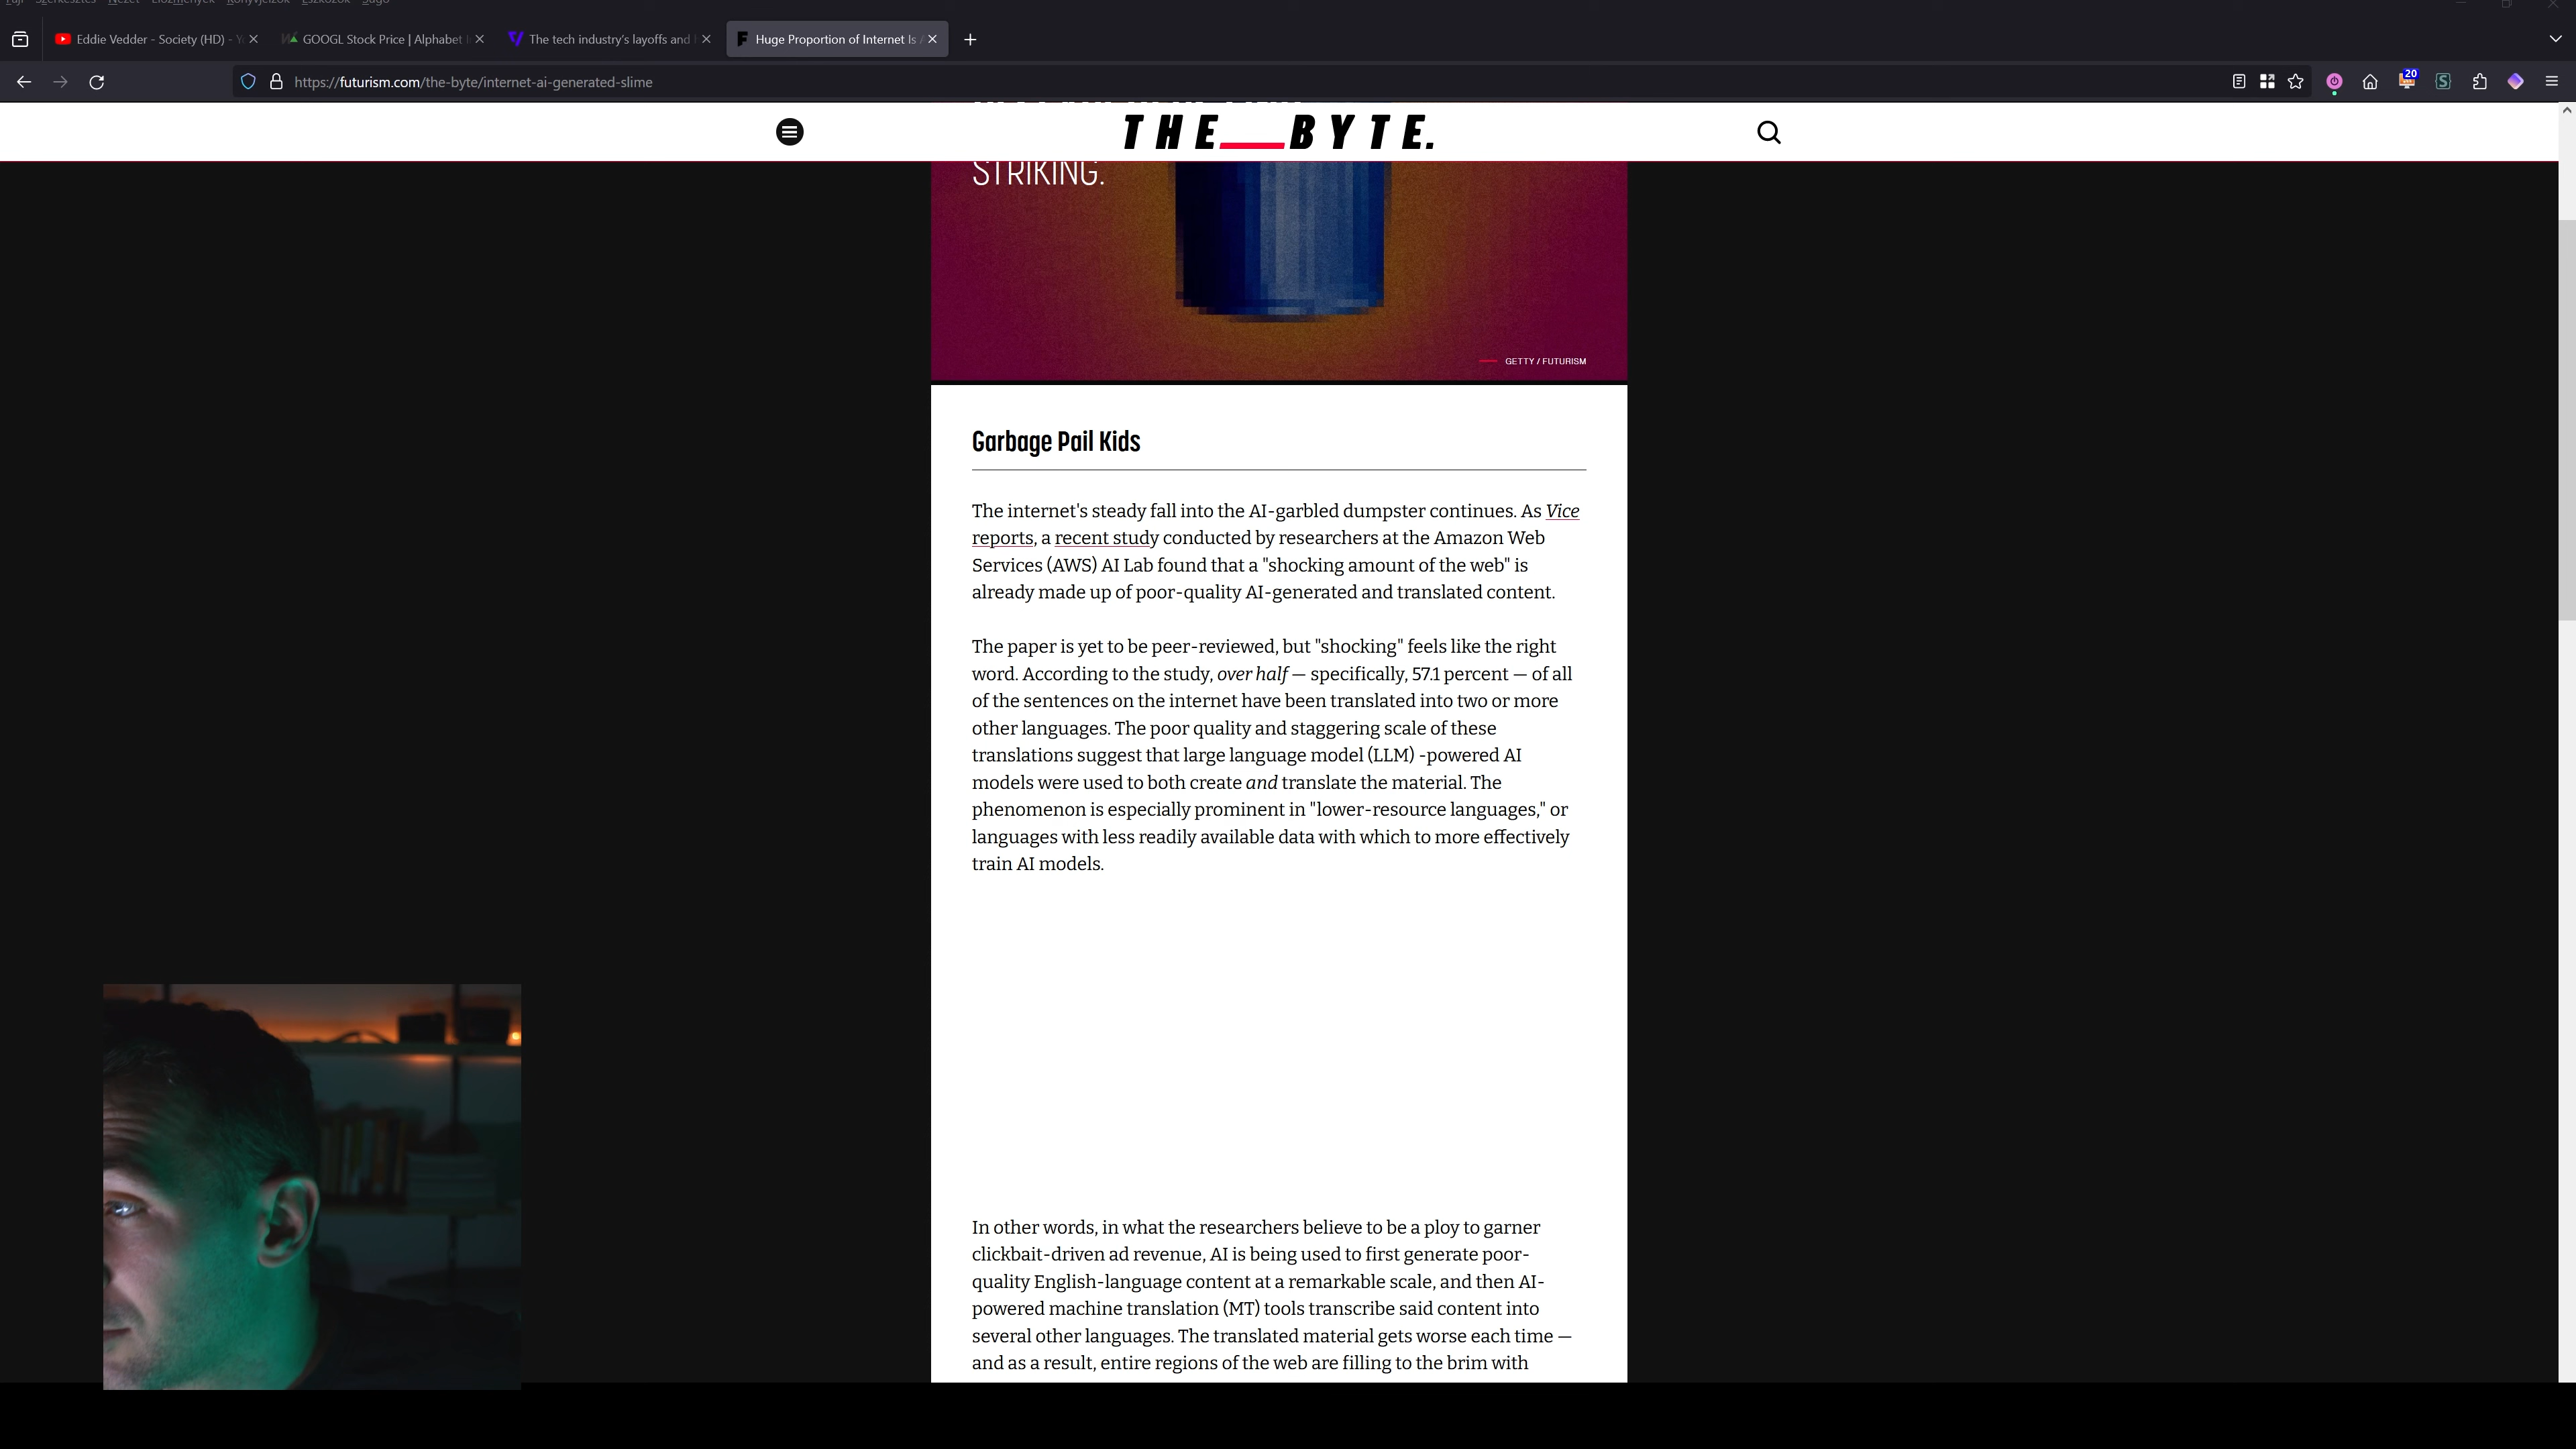 Eddie Vedder - Society (HD) -
GOOGL Stock Price | Alphabet
The tech industry's layoffs and
Huge Proportion of Internet Is
https://futurism.com/the-byte/internet-ai-generated-slime
20
THE__BYTE.
STRIKING.
GETTY / FUTURISM
Garbage Pail Kids
The internet's steady fall into the AI-garbled dumpster continues. As Vice
reports, a recent study conducted by researchers at the Amazon Web
Services (AWS) AI Lab found that a "shocking amount of the web" is
already made up of poor-quality AI-generated and translated content.
The paper is yet to be peer-reviewed, but "shocking" feels like the right
word. According to the study, over half — specifically, 57.1 percent — of all
of the sentences on the internet have been translated into two or more
other languages. The poor quality and staggering scale of these
translations suggest that large language model (LLM) -powered AI
models were used to both create and translate the material. The
phenomenon is especially prominent in "lower-resource languages," or
languages with less readily available data with which to more effectively
train AI models.
In other words, in what the researchers believe to be a ploy to garner
clickbait-driven ad revenue, AI is being used to first generate poor-
quality English-language content at a remarkable scale, and then AI-
powered machine translation (MT) tools transcribe said content into
several other languages. The translated material gets worse each time —
and as a result, entire regions of the web are filling to the brim with